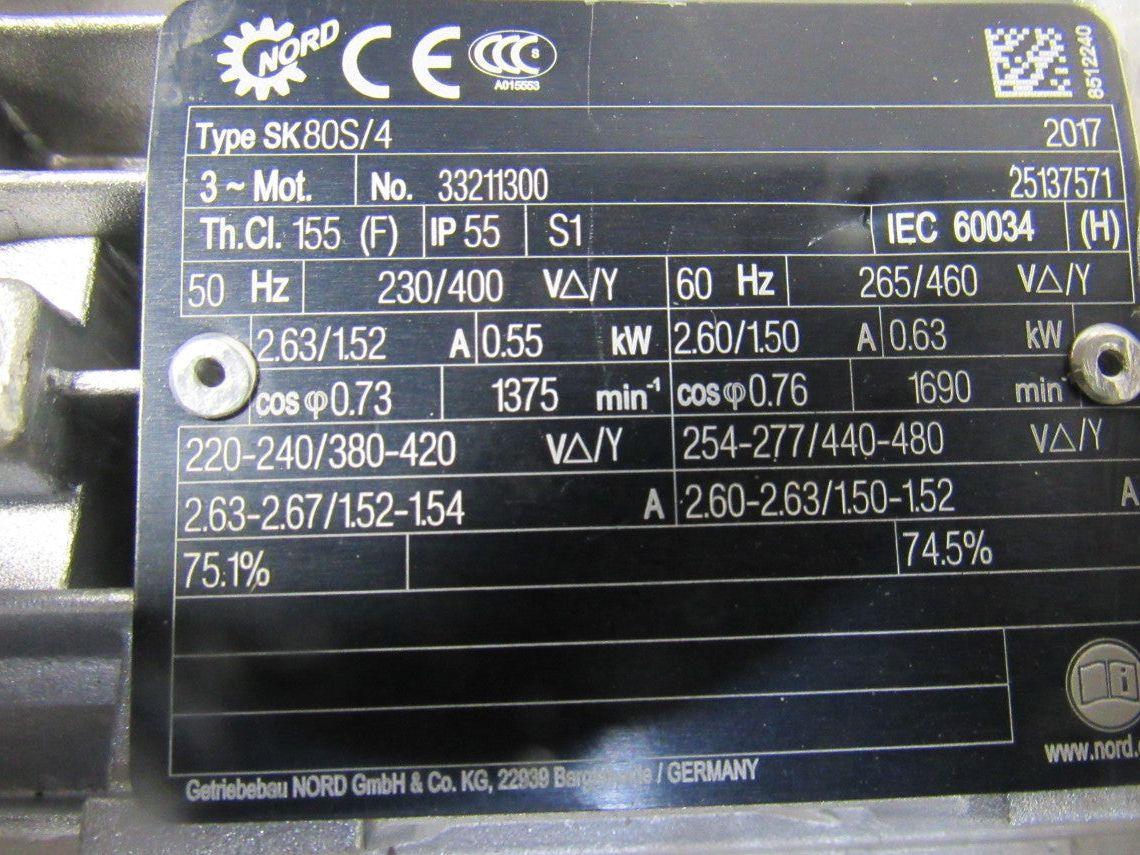 NORD CE CCC S
A015553
8512240
Type SK80S/4 2017
3 ~ Mot. No. 33211300 25137571
Th.Cl. 155 (F) IP 55 S1 IEC 60034 (H)
50 Hz 230/400 V△/Y 60 Hz 265/460 V△/Y
2.63/1.52 A 0.55 kW 2.60/1.50 A 0.63 kW
cos φ 0.73 1375 min⁻¹ cos φ 0.76 1690 min
220-240/380-420 V△/Y 254-277/440-480 V△/Y
2.63-2.67/1.52-1.54 A 2.60-2.63/1.50-1.52 A
75.1% 74.5%
www.nord.
Getriebebau NORD GmbH & Co. KG, 22939 / GERMANY